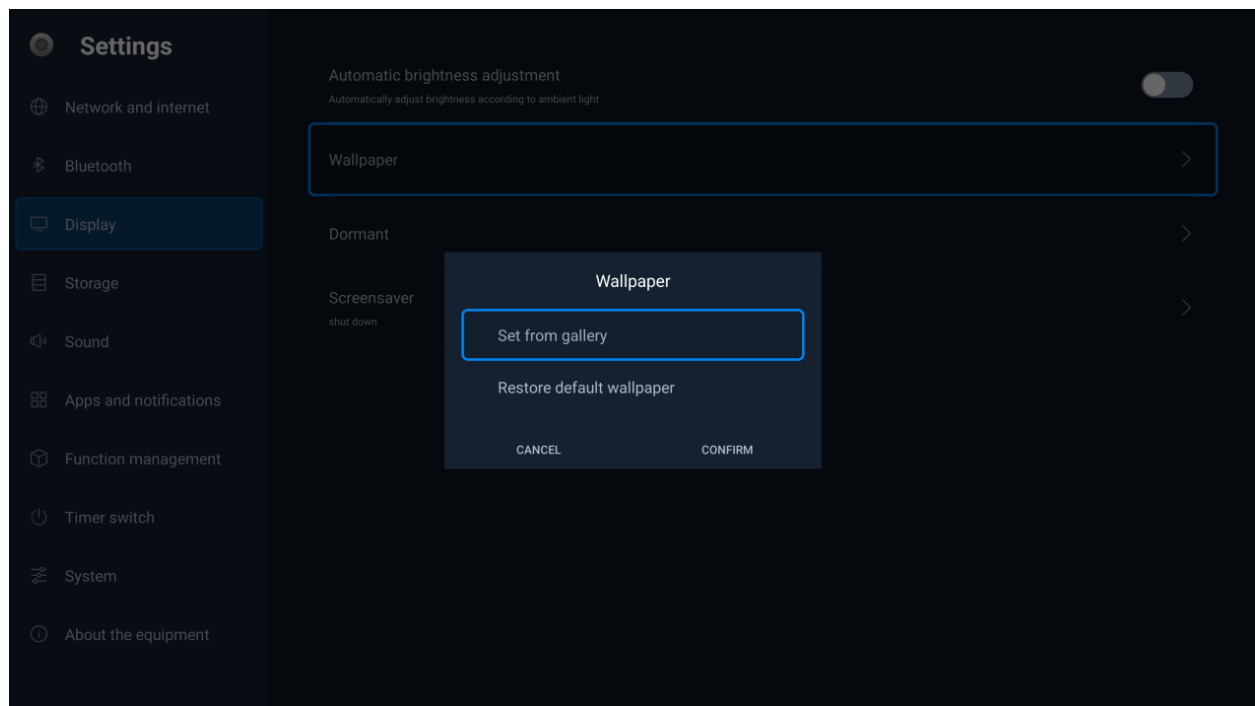 Settings
Network and internet
Bluetooth
Display
Storage
Sound
Apps and notifications
Function management
Timer switch
System
About the equipment
Automatic brightness adjustment
Automatically adjust brightness according to ambient light
Wallpaper
Dormant
Screensaver
shut down
Wallpaper
Set from gallery
Restore default wallpaper
CANCEL CONFIRM